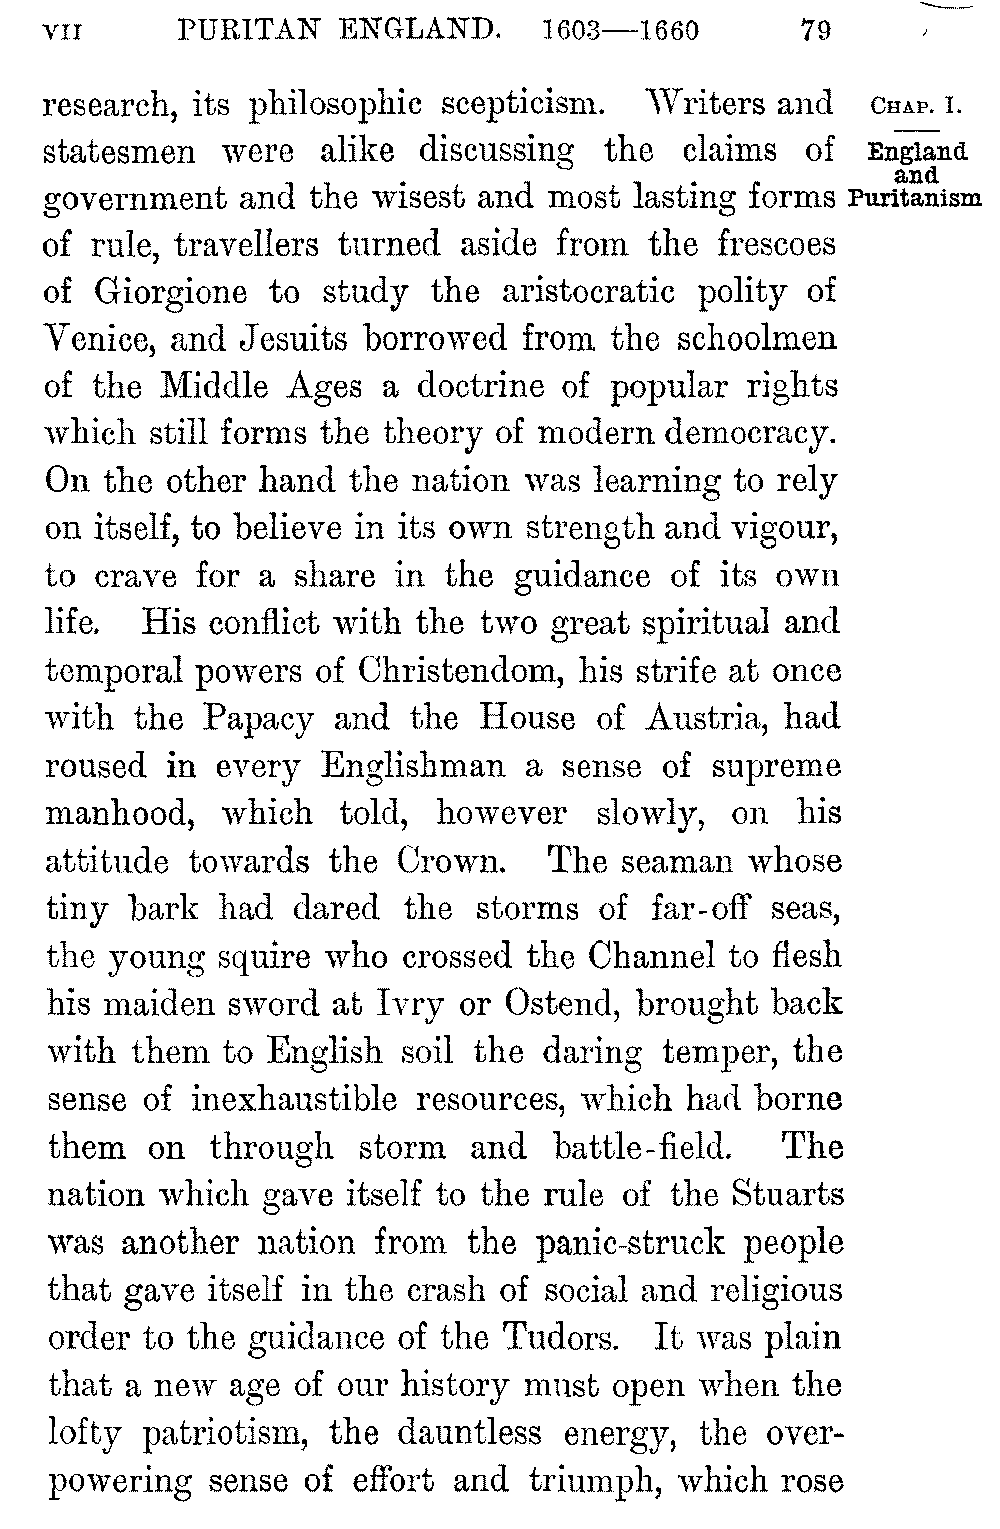 VII PURITAN ENGLAND. 1603—1660 79
research, its philosophic scepticism. Writers and
statesmen were alike discussing the claims of
government and the wisest and most lasting forms
of rule, travellers turned aside from the frescoes
of Giorgione to study the aristocratic polity of
Venice, and Jesuits borrowed from the schoolmen
of the Middle Ages a doctrine of popular rights
which still forms the theory of modern democracy.
On the other hand the nation was learning to rely
on itself, to believe in its own strength and vigour,
to crave for a share in the guidance of its own
life. His conflict with the two great spiritual and
temporal powers of Christendom, his strife at once
with the Papacy and the House of Austria, had
roused in every Englishman a sense of supreme
manhood, which told, however slowly, on his
attitude towards the Crown. The seaman whose
tiny bark had dared the storms of far-off seas,
the young squire who crossed the Channel to flesh
his maiden sword at Ivry or Ostend, brought back
with them to English soil the daring temper, the
sense of inexhaustible resources, which had borne
them on through storm and battle-field. The
nation which gave itself to the rule of the Stuarts
was another nation from the panic-struck people
that gave itself in the crash of social and religious
order to the guidance of the Tudors. It was plain
that a new age of our history must open when the
lofty patriotism, the dauntless energy, the over-
powering sense of effort and triumph, which rose
CHAP. I.
England
and
Puritanism